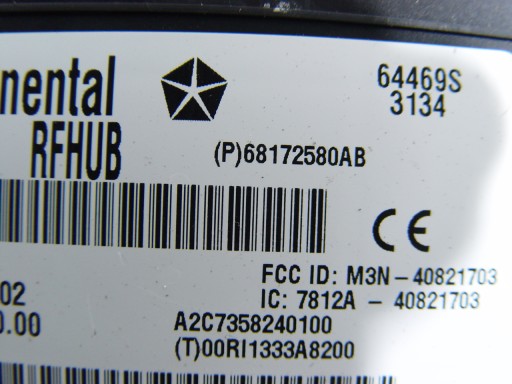 nental
64469S
3134
RFHUB
(P)68172580AB
CE
FCC ID: M3N-40821703
02
IC: 7812A - 40821703
0.00
A2C7358240100
(T)00RI1333A8200